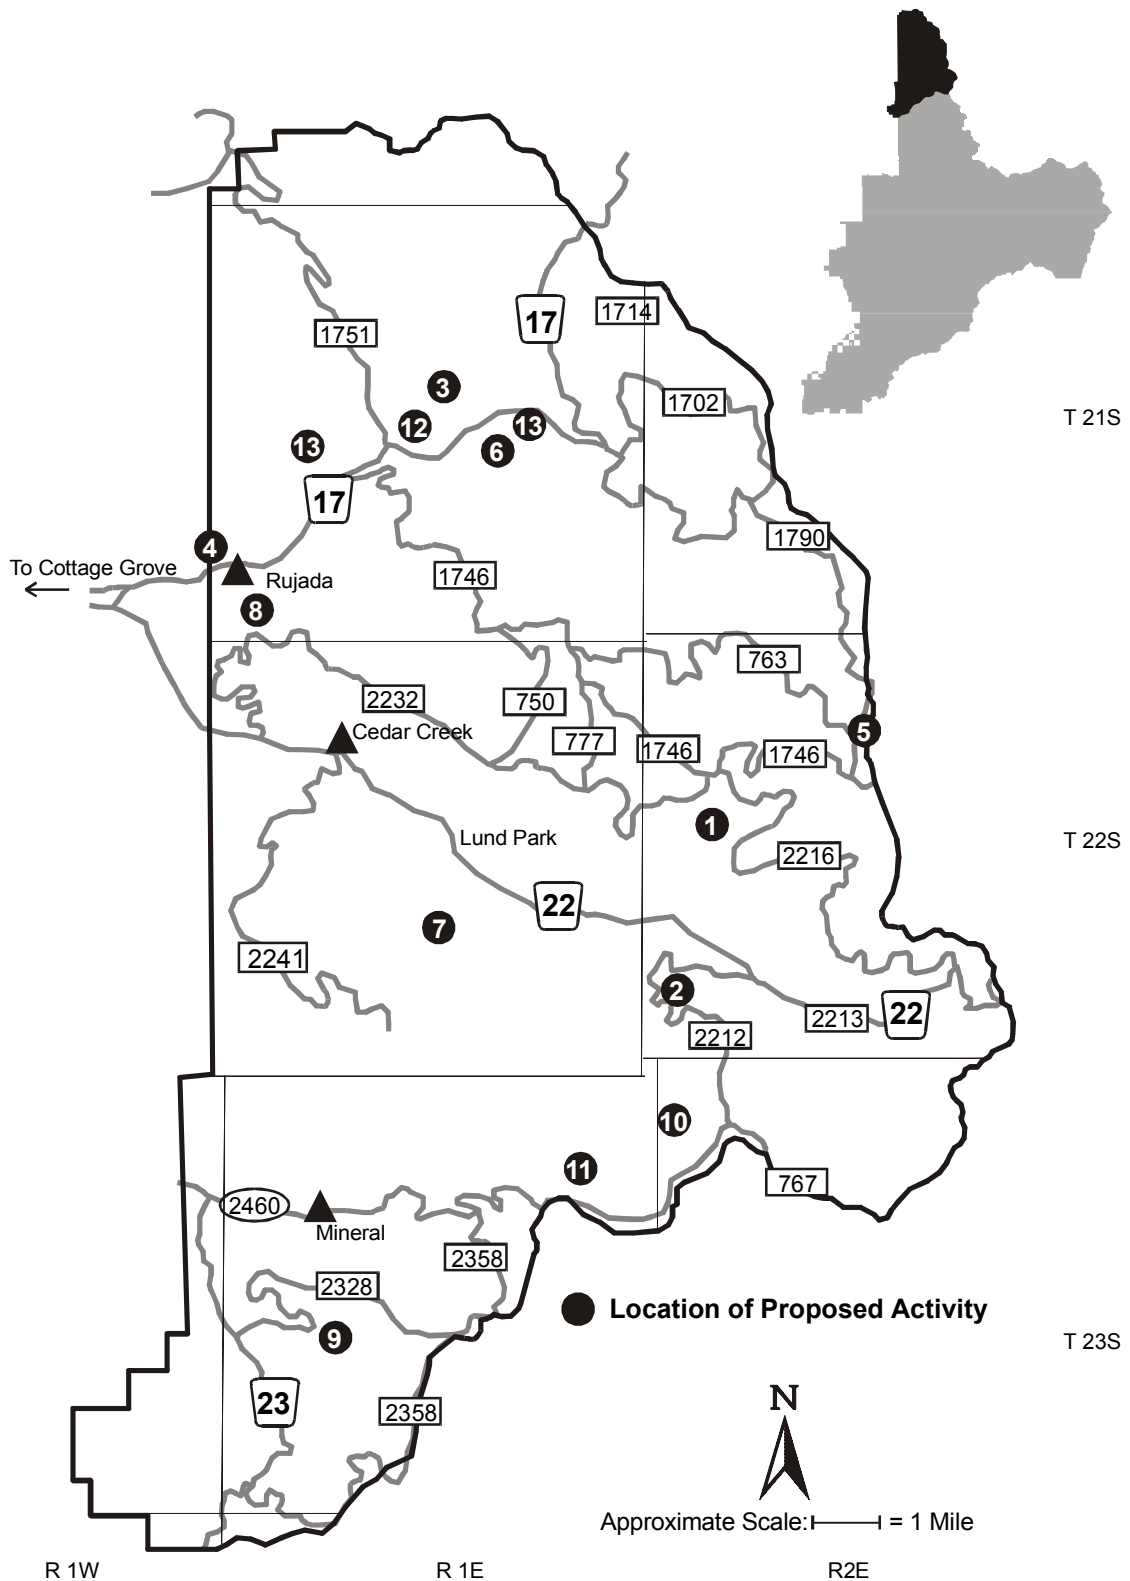 17
1714
1751
3
1702
T 21S
12
13
13
6
17
1790
4
To Cottage Grove
Rujada
1746
8
763
2232
750
Cedar Creek
5
777
1746
1746
1
Lund Park
2216
T 22S
22
7
2241
2
22
2213
2212
10
11
767
2460
Mineral
2358
2328
Location of Proposed Activity
9
T 23S
23
2358
N
Approximate Scale: = 1 Mile
R 1W
R 1E
R2E